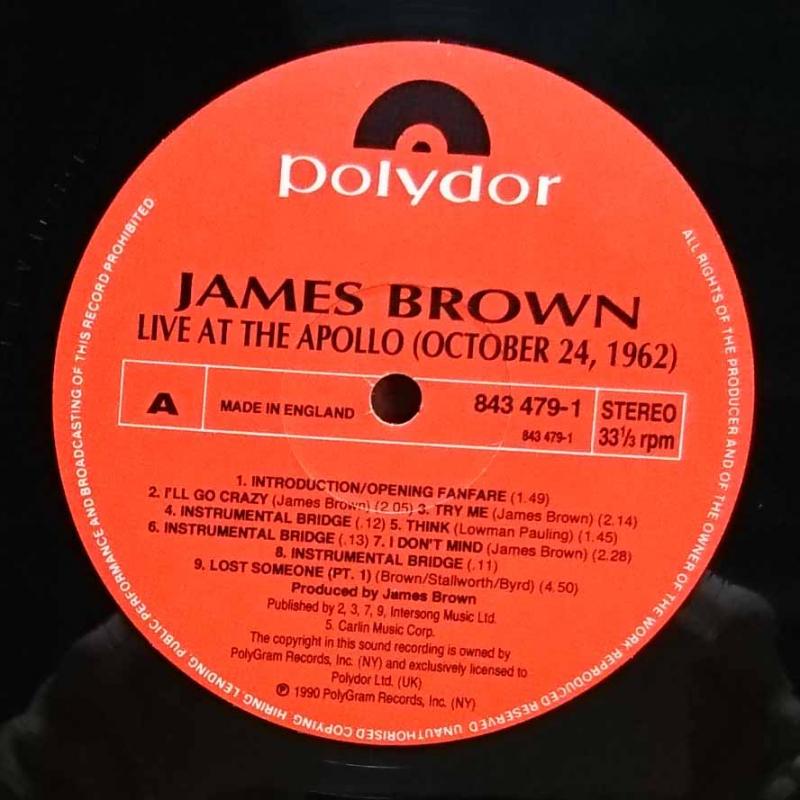 polydor
JAMES BROWN
LIVE AT THE APOLLO (OCTOBER 24, 1962)
A
MADE IN ENGLAND
843 479-1
843 479-1
STEREO
33⅓ rpm
1. INTRODUCTION/OPENING FANFARE (1.49)
2. I'LL GO CRAZY (James Brown) (2.05) 3. TRY ME (James Brown) (2.14)
4. INSTRUMENTAL BRIDGE (.12) 5. THINK (Lowman Pauling) (1.45)
6. INSTRUMENTAL BRIDGE (.13) 7. I DON'T MIND (James Brown) (2.28)
8. INSTRUMENTAL BRIDGE (.11)
9. LOST SOMEONE (PT. 1) (Brown/Stallworth/Byrd) (4.50)
Produced by James Brown
Published by 2, 3, 7, 9, Intersong Music Ltd.
5. Carlin Music Corp.
The copyright in this sound recording is owned by
PolyGram Records, Inc. (NY) and exclusively licensed to
Polydor Ltd. (UK)
℗ 1990 PolyGram Records, Inc. (NY)
ALL RIGHTS OF THE PRODUCER AND OF THE OWNER OF THE WORK REPRODUCED RESERVED. UNAUTHORISED COPYING, HIRING, LENDING, PUBLIC PERFORMANCE AND BROADCASTING OF THIS RECORD PROHIBITED